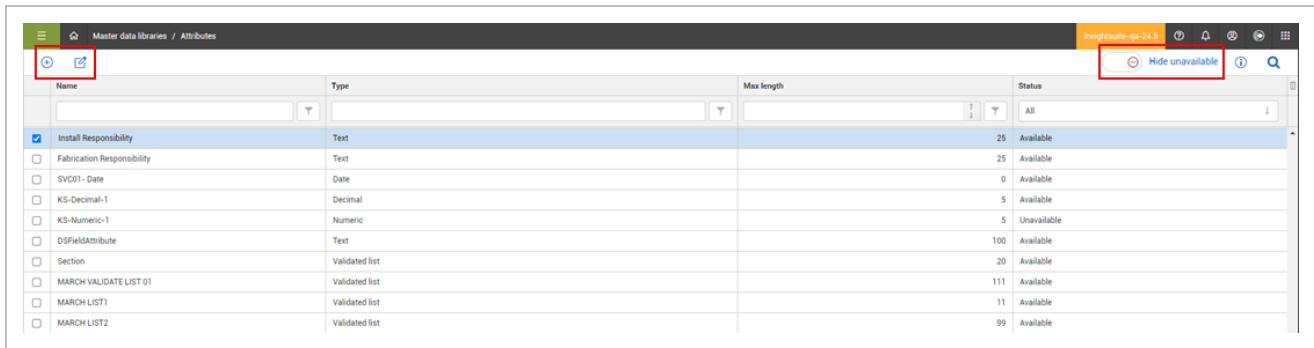 Master data libraries / Attributes
ineightsuite-qa-24.5
Hide unavailable
Name Type Max length Status
All
Install Responsibility Text 25 Available
Fabrication Responsibility Text 25 Available
SVC01- Date Date 0 Available
KS-Decimal-1 Decimal 5 Available
KS-Numeric-1 Numeric 5 Unavailable
DSFieldAttribute Text 100 Available
Section Validated list 20 Available
MARCH VALIDATE LIST 01 Validated list 111 Available
MARCH LIST1 Validated list 11 Available
MARCH LIST2 Validated list 99 Available